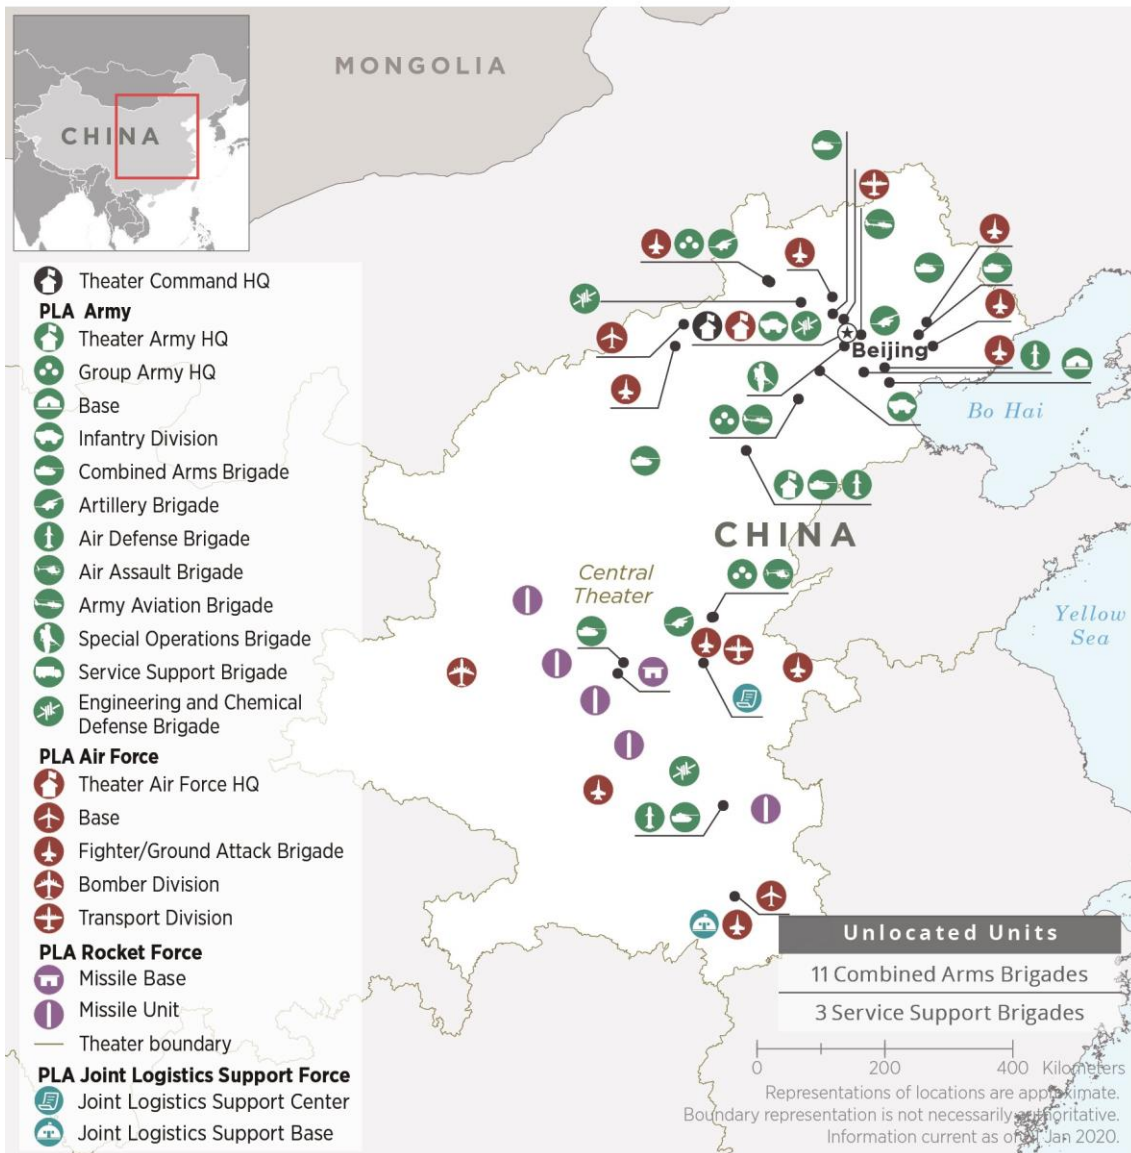 MONGOLIA
CHINA
Theater Command HQ
PLA Army
Theater Army HQ
Group Army HQ
Base
Infantry Division
Combined Arms Brigade
Artillery Brigade
Air Defense Brigade
Air Assault Brigade
Army Aviation Brigade
Special Operations Brigade
Service Support Brigade
Engineering and Chemical
Defense Brigade
PLA Air Force
Theater Air Force HQ
Base
Fighter/Ground Attack Brigade
Bomber Division
Transport Division
PLA Rocket Force
Missile Base
Missile Unit
Theater boundary
PLA Joint Logistics Support Force
Joint Logistics Support Center
Joint Logistics Support Base
Beijing
Bo Hai
CHINA
Central
Theater
Yellow
Sea
Unlocated Units
11 Combined Arms Brigades
3 Service Support Brigades
0 200 400 Kilometers
Representations of locations are approximate.
Boundary representation is not necessarily authoritative.
Information current as of 1 Jan 2020.